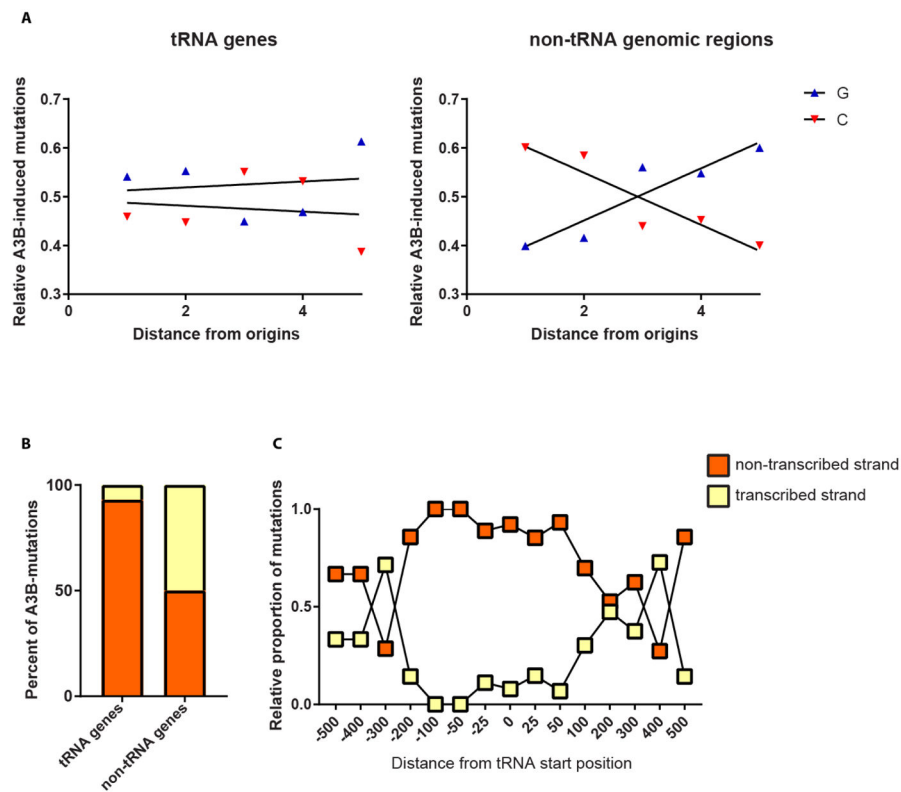 A
tRNA genes
non-tRNA genomic regions
Relative A3B-induced mutations
0.7
0.6
0.5
0.4
0.3
0
2
4
Distance from origins
Relative A3B-induced mutations
0.7
0.6
0.5
0.4
0.3
0
2
4
Distance from origins
G
C
B
Percent of A3B-mutations
100
50
0
tRNA genes
non-tRNA genes
C
non-transcribed strand
transcribed strand
Relative proportion of mutations
1.0
0.5
0.0
-500
-400
-300
-200
-100
-50
-25
0
25
50
100
200
300
400
500
Distance from tRNA start position